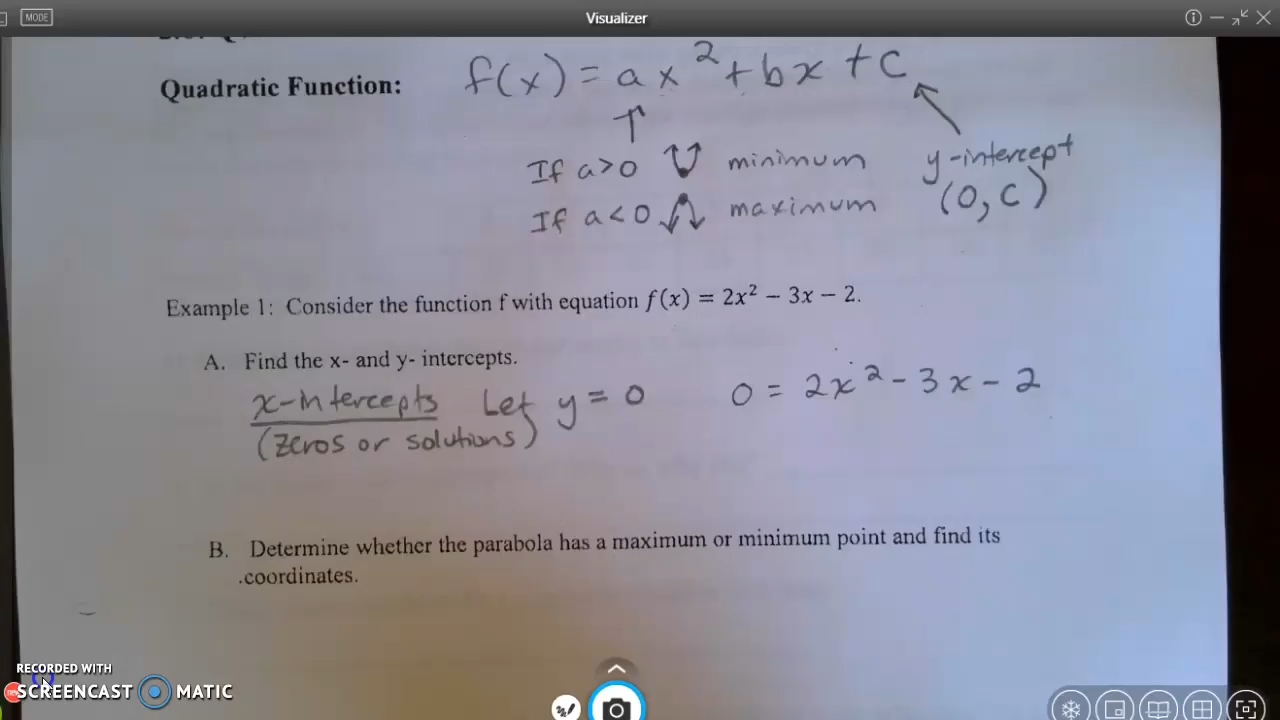 MODE
Visualizer
Quadratic Function: f(x) = ax² + bx + c
If a>0 minimum
y-intercept
If a<0 maximum
(0, c)
Example 1: Consider the function f with equation f(x) = 2x² − 3x − 2.
A. Find the x- and y- intercepts.
x-intercepts Let y = 0 0 = 2x² - 3x - 2
(zeros or solutions)
B. Determine whether the parabola has a maximum or minimum point and find its
.coordinates.
RECORDED WITH
SCREENCAST MATIC